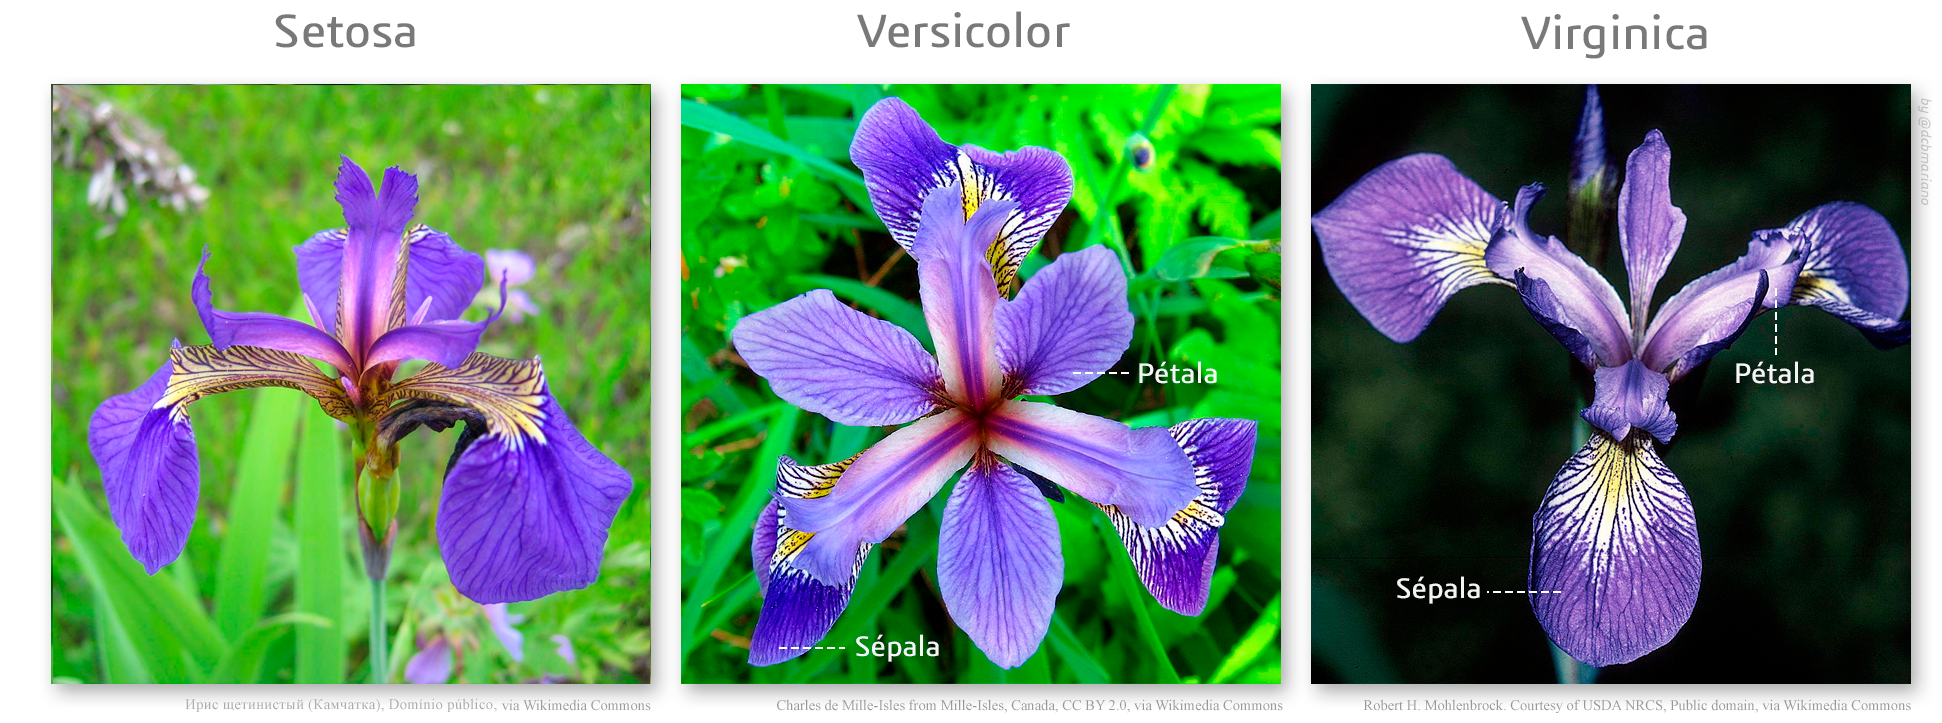 Setosa
Versicolor
Virginica
by @dcbmariano
Pétala
Pétala
Sépala
Sépala
Ирис щетинистый (Камчатка), Domínio público, via Wikimedia Commons
Charles de Mille-Isles from Mille-Isles, Canada, CC BY 2.0, via Wikimedia Commons
Robert H. Mohlenbrock. Courtesy of USDA NRCS, Public domain, via Wikimedia Commons